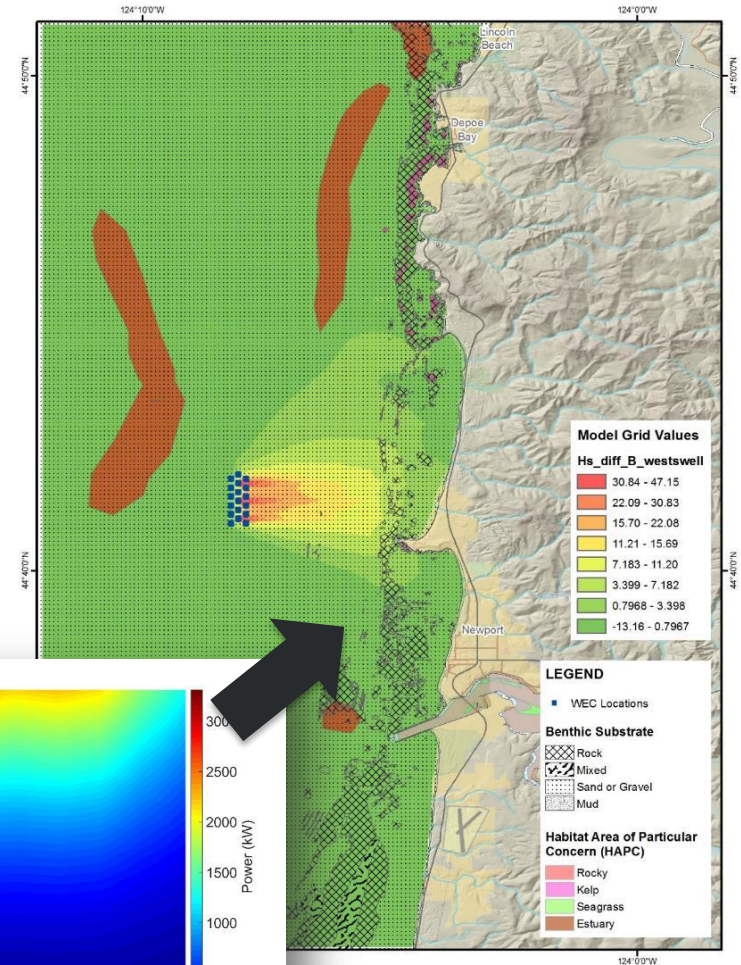 124°10'0"W
124°0'0"W
44°50'0"N
44°50'0"N
Lincoln
Beach
Depoe
Bay
Model Grid Values
Hs_diff_B_westswell
30.84 - 47.15
22.09 - 30.83
15.70 - 22.08
11.21 - 15.69
7.183 - 11.20
3.399 - 7.182
0.7968 - 3.398
-13.16 - 0.7967
44°40'0"N
44°40'0"N
Newport
LEGEND
WEC Locations
Benthic Substrate
Rock
Mixed
Sand or Gravel
Mud
Habitat Area of Particular
Concern (HAPC)
Rocky
Kelp
Seagrass
Estuary
2500
2000
1500
1000
Power (kW)
124°0'0"W